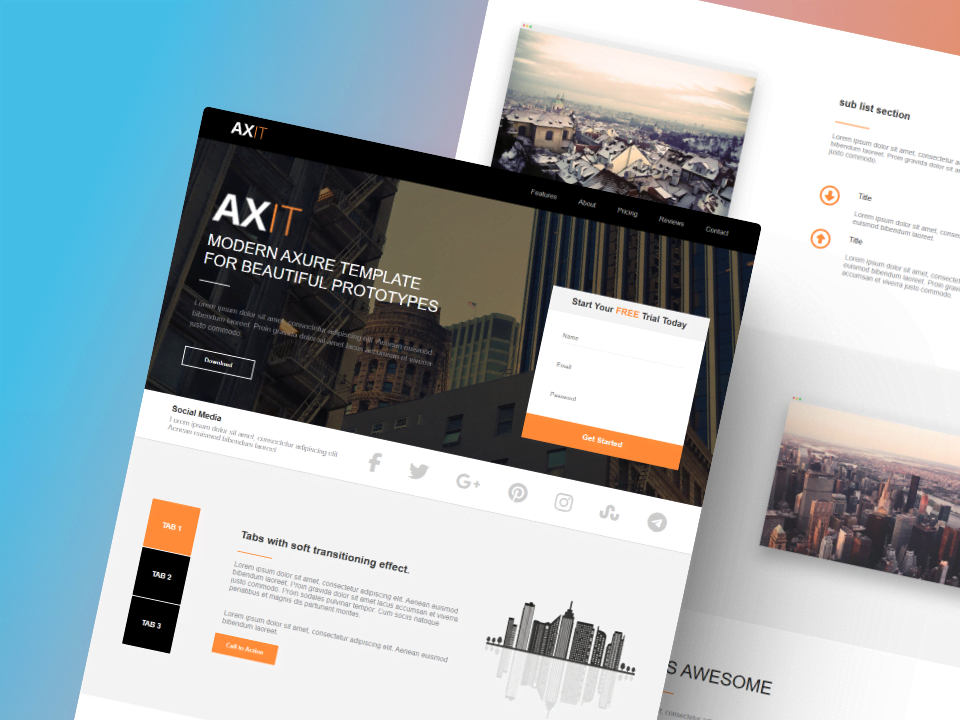 AXIT
Features
About
Pricing
Reviews
Contact
AXIT
MODERN AXURE TEMPLATE
FOR BEAUTIFUL PROTOTYPES
Lorem ipsum dolor sit amet, consectetur adipiscing elit. Aenean euismod
bibendum laoreet. Proin gravida dolor sit amet lacus accumsan et viverra
justo commodo.
Download
Start Your FREE Trial Today
Name
Email
Password
Get Started
Social Media
Lorem ipsum dolor sit amet, consectetur adipiscing elit.
Aenean euismod bibendum laoreet
TAB 1
TAB 2
TAB 3
Tabs with soft transitioning effect.
Lorem ipsum dolor sit amet, consectetur adipiscing elit. Aenean euismod
bibendum laoreet. Proin gravida dolor sit amet lacus accumsan et viverra
justo commodo. Proin sodales pulvinar tempor. Cum sociis natoque
penatibus et magnis dis parturient montes.
Lorem ipsum dolor sit amet, consectetur adipiscing elit. Aenean euismod
bibendum laoreet.
Call to Action
sub list section
Lorem ipsum dolor sit amet, consectetur
bibendum laoreet. Proin gravida dolor sit
justo commodo.
Title
Lorem ipsum dolor sit amet, consectetur
euismod bibendum laoreet.
Title
Lorem ipsum dolor sit amet, consectetur
euismod bibendum laoreet. Proin gravida
accumsan et viverra justo commodo.
S AWESOME